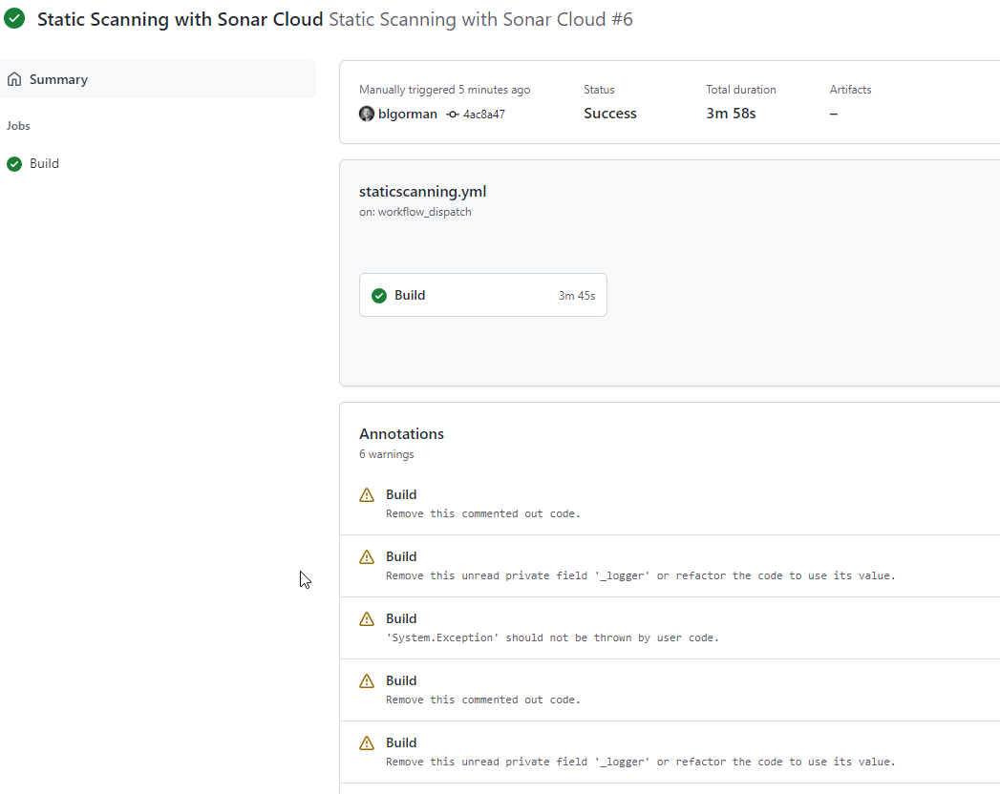 Static Scanning with Sonar Cloud Static Scanning with Sonar Cloud #6
Summary
Jobs
Build
Manually triggered 5 minutes ago
blgorman 4ac8a47
Status
Success
Total duration
3m 58s
Artifacts
–
staticscanning.yml
on: workflow_dispatch
Build 3m 45s
Annotations
6 warnings
Build
Remove this commented out code.
Build
Remove this unread private field '_logger' or refactor the code to use its value.
Build
'System.Exception' should not be thrown by user code.
Build
Remove this commented out code.
Build
Remove this unread private field '_logger' or refactor the code to use its value.